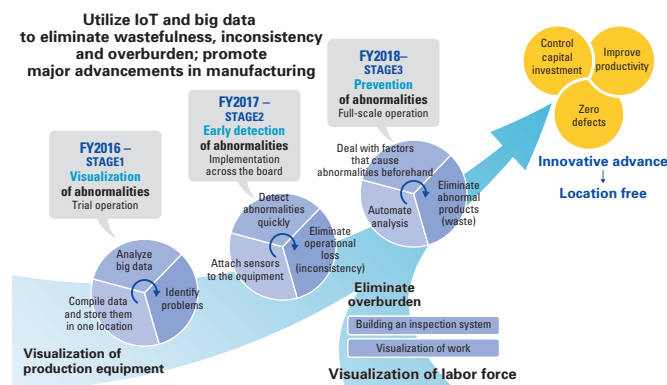 Utilize IoT and big data
to eliminate wastefulness, inconsistency
and overburden; promote
major advancements in manufacturing
FY2016 –
STAGE1
Visualization
of abnormalities
Trial operation
FY2017 –
STAGE2
Early detection
of abnormalities
Implementation
across the board
FY2018–
STAGE3
Prevention
of abnormalities
Full-scale operation
Control
capital
investment
Improve
productivity
Zero
defects
Innovative advance
↓
Location free
Analyze
big data
Compile data
and store them
in one location
Identify
problems
Detect
abnormalities
quickly
Attach sensors
to the equipment
Eliminate
operational
loss
(inconsistency)
Deal with factors
that cause
abnormalities beforehand
Automate
analysis
Eliminate
abnormal
products
(waste)
Eliminate
overburden
Building an inspection system
Visualization of work
Visualization of
production equipment
Visualization of labor force